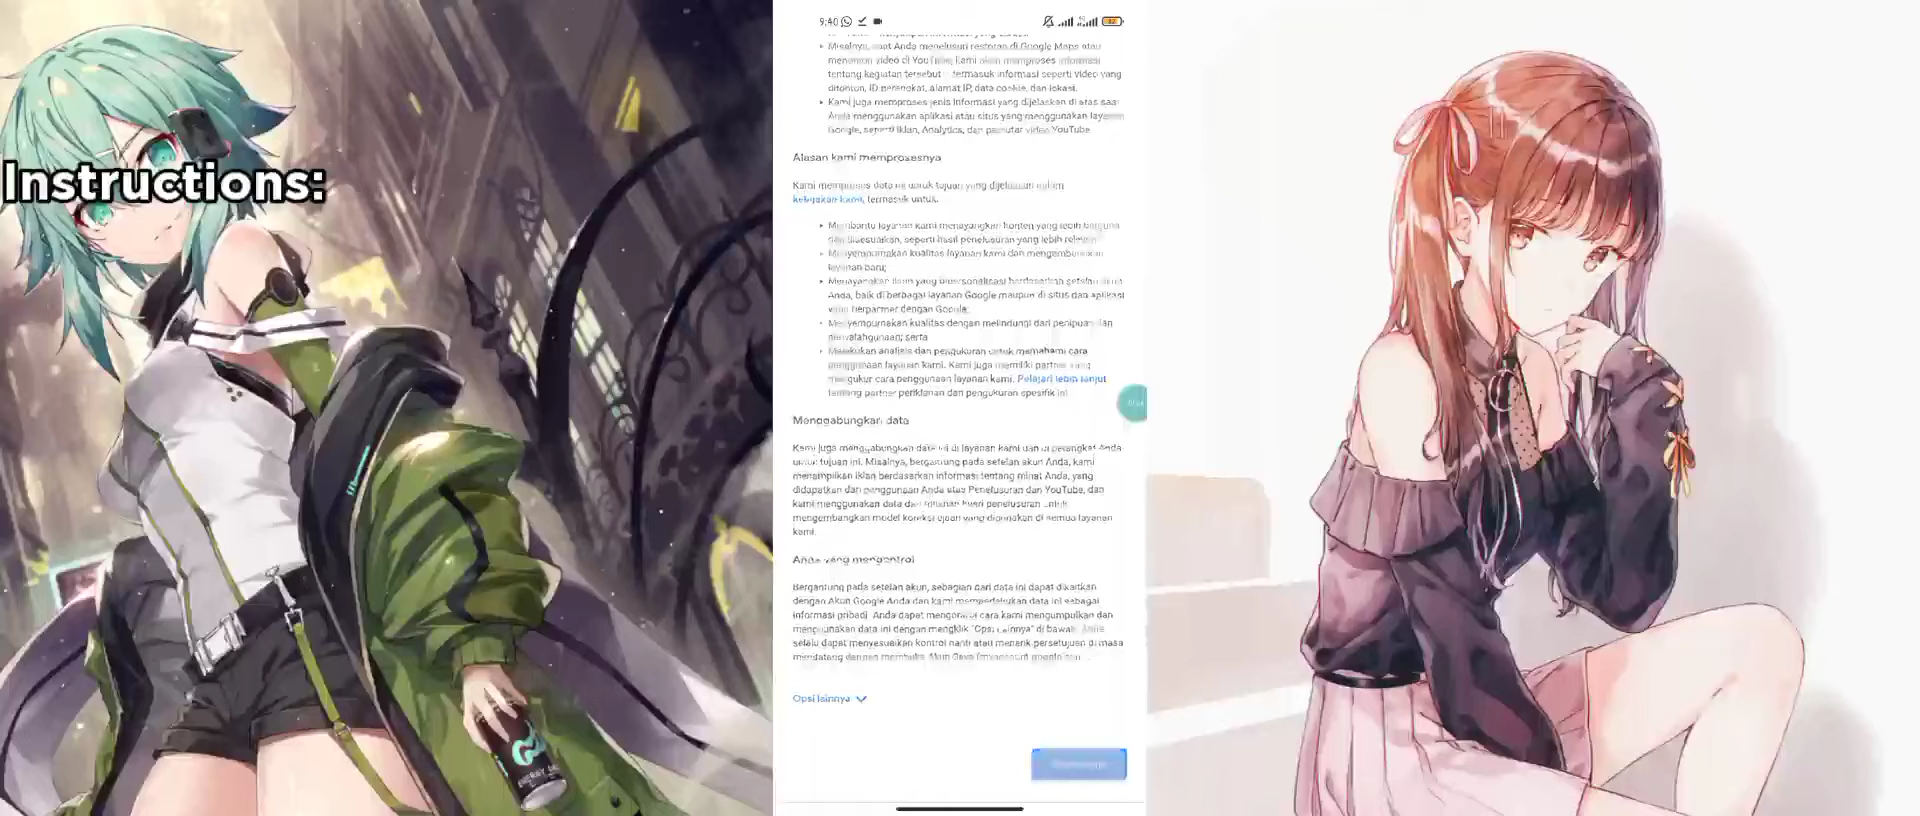 Instructions:
9:40
Misalnya, saat Anda menelusuri restoran di Google Maps atau
menonton video di YouTube, kami akan memproses informasi
tentang kegiatan tersebut – termasuk informasi seperti video yang
ditonton, ID perangkat, alamat IP, data cookie, dan lokasi.
Kami juga memproses jenis informasi yang dijelaskan di atas saat
Anda menggunakan aplikasi atau situs yang menggunakan layanan
Google, seperti iklan, Analytics, dan pemutar video YouTube.
Alasan kami memprosesnya
Kami memproses data ini untuk tujuan yang dijelaskan dalam
kebijakan kami, termasuk untuk:
Membantu layanan kami menayangkan konten yang lebih berguna
dan disesuaikan, seperti hasil penelusuran yang lebih relevan
Menyempurnakan kualitas layanan kami dan mengembangkan
layanan baru;
Menayangkan iklan yang dipersonalisasi berdasarkan setelan akun
Anda, baik di berbagai layanan Google maupun di situs dan aplikasi
yang berpartner dengan Google;
Menyempurnakan kualitas dengan melindungi dari penipuan dan
penyalahgunaan; serta
Melakukan analisis dan pengukuran untuk memahami cara
penggunaan layanan kami. Kami juga memiliki partner yang
mengukur cara penggunaan layanan kami. Pelajari lebih lanjut
tentang partner periklanan dan pengukuran spesifik ini
Menggabungkan data
Kami juga menggabungkan data ini di layanan kami dan di perangkat Anda
untuk tujuan ini. Misalnya, bergantung pada setelan akun Anda, kami
menampilkan iklan berdasarkan informasi tentang minat Anda, yang
didapatkan dari penggunaan Anda atas Penelusuran dan YouTube, dan
kami menggunakan data dari triliunan kueri penelusuran untuk
mengembangkan model koreksi ejaan yang digunakan di semua layanan
kami.
Anda yang mengontrol
Bergantung pada setelan akun, sebagian dari data ini dapat dikaitkan
dengan Akun Google Anda dan kami memperlakukan data ini sebagai
informasi pribadi. Anda dapat mengontrol cara kami mengumpulkan dan
menggunakan data ini dengan mengklik "Opsi Lainnya" di bawah. Anda
selalu dapat menyesuaikan kontrol nanti atau menarik persetujuan di masa
mendatang dengan membuka Akun Saya (myaccount.google.com
Opsi lainnya
ENERGY